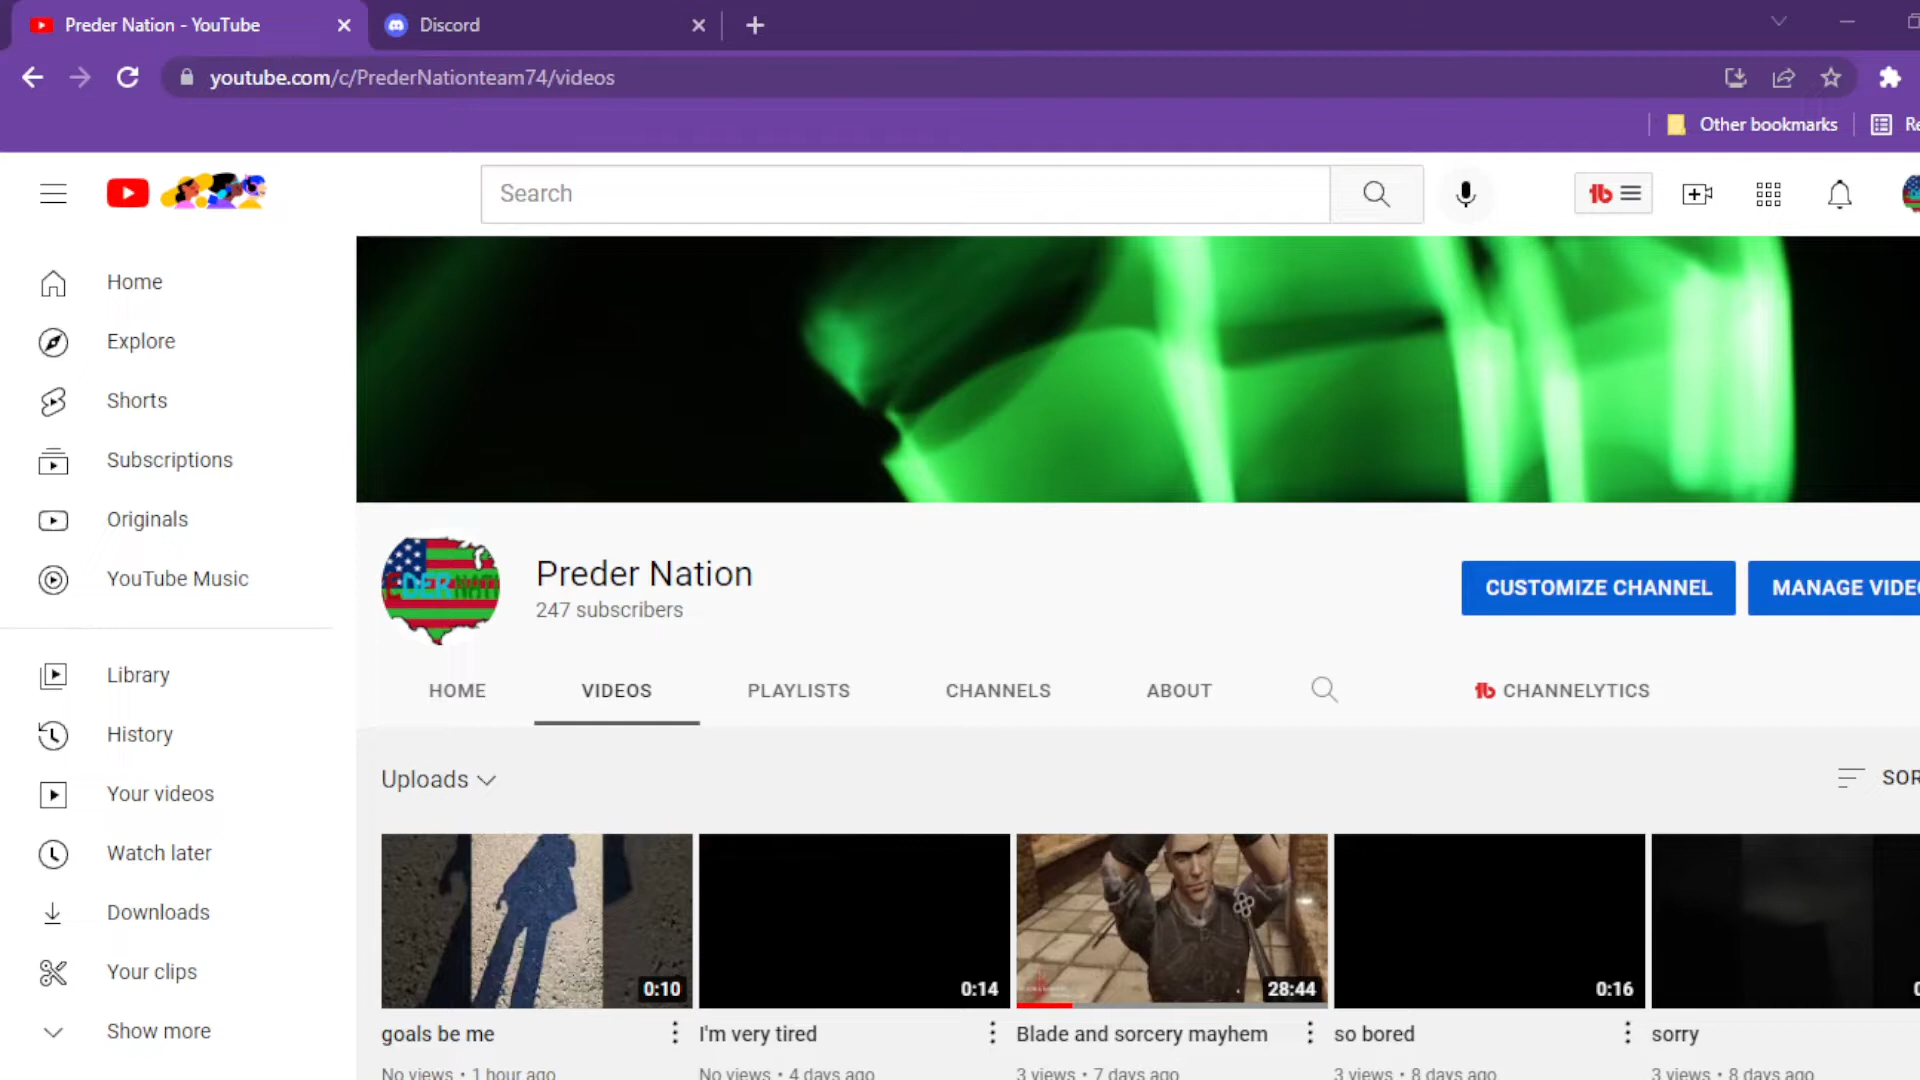 Preder Nation - YouTube
Discord
youtube.com/c/PrederNationteam74/videos
Other bookmarks
Search
Home
Explore
Shorts
Subscriptions
Originals
YouTube Music
Library
History
Your videos
Watch later
Downloads
Your clips
Show more
Preder Nation
247 subscribers
CUSTOMIZE CHANNEL
MANAGE VIDEO
HOME
VIDEOS
PLAYLISTS
CHANNELS
ABOUT
tb CHANNELYTICS
Uploads
SOR
0:10
0:14
28:44
0:16
goals be me
I'm very tired
Blade and sorcery mayhem
so bored
sorry
No views • 1 hour ago
No views • 4 days ago
3 views • 7 days ago
3 views • 8 days ago
3 views • 8 days ago